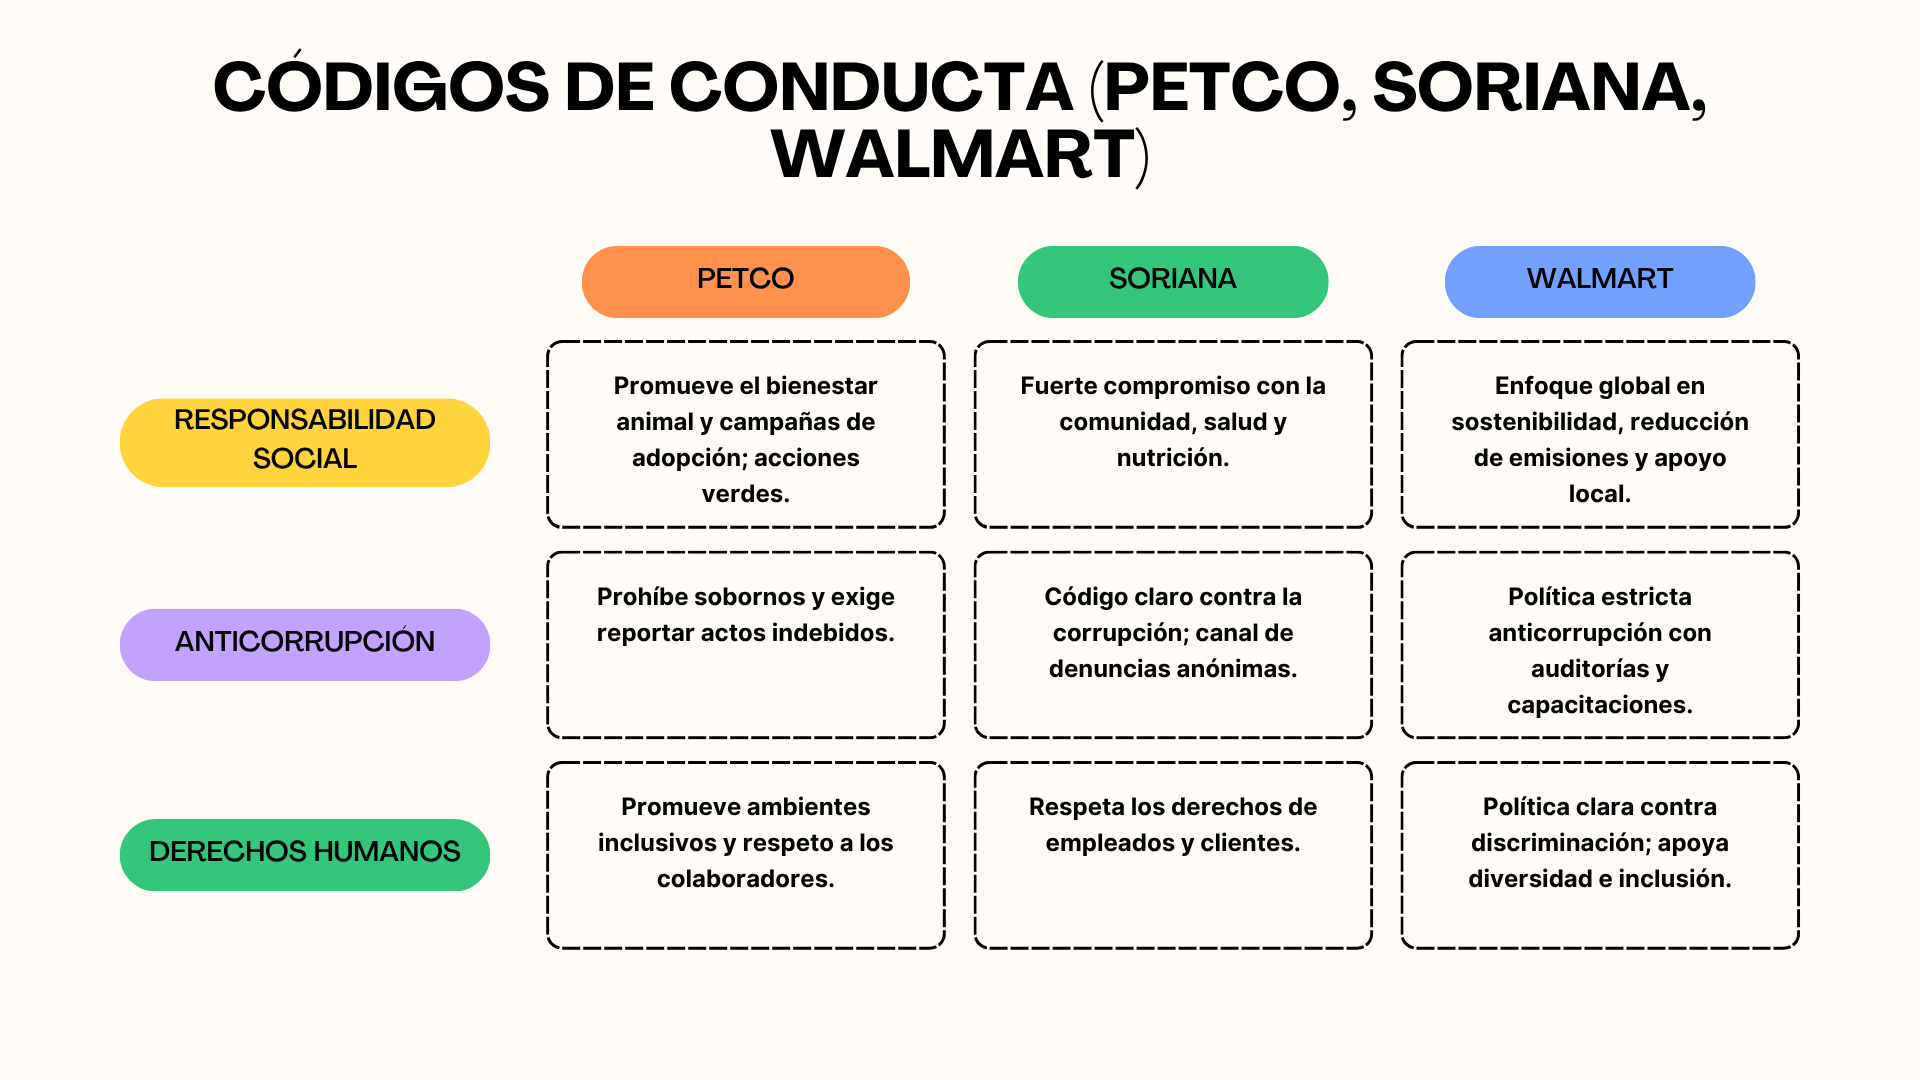 CÓDIGOS DE CONDUCTA (PETCO, SORIANA,
WALMART)
PETCO
SORIANA
WALMART
RESPONSABILIDAD
SOCIAL
Promueve el bienestar
animal y campañas de
adopción; acciones
verdes.
Fuerte compromiso con la
comunidad, salud y
nutrición.
Enfoque global en
sostenibilidad, reducción
de emisiones y apoyo
local.
ANTICORRUPCIÓN
Prohíbe sobornos y exige
reportar actos indebidos.
Código claro contra la
corrupción; canal de
denuncias anónimas.
Política estricta
anticorrupción con
auditorías y
capacitaciones.
DERECHOS HUMANOS
Promueve ambientes
inclusivos y respeto a los
colaboradores.
Respeta los derechos de
empleados y clientes.
Política clara contra
discriminación; apoya
diversidad e inclusión.